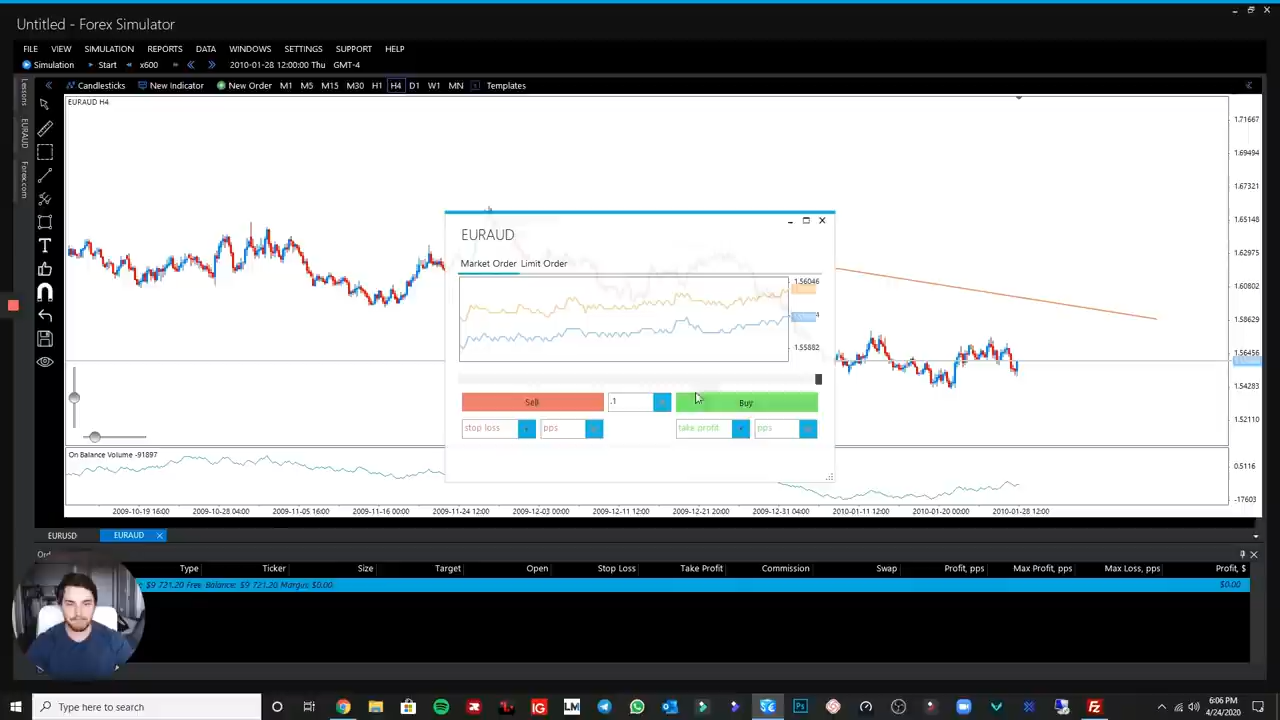 Untitled - Forex Simulator
FILE VIEW SIMULATION REPORTS DATA WINDOWS SETTINGS SUPPORT HELP
Simulation Start x600 2010-01-28 12:00:00 Thu GMT-4
Candlesticks New Indicator New Order M1 M5 M15 M30 H1 H4 D1 W1 MN Templates
Lessons
EURAUD
Forex.com
EURAUD H4
1.71667
1.69494
1.67321
1.65148
1.62975
1.60802
1.58629
1.56456
1.54283
1.52110
EURAUD
Market Order Limit Order
1.56046
1.55882
Sell .1 Buy
stop loss pps take profit pps
On Balance Volume -91897
0.5116
-17603
2009-10-19 16:00 2009-10-28 04:00 2009-11-05 16:00 2009-11-16 00:00 2009-11-24 12:00 2009-12-03 00:00 2009-12-11 12:00 2009-12-21 20:00 2009-12-31 04:00 2010-01-11 12:00 2010-01-20 00:00 2010-01-28 12:00
EURUSD EURAUD
Type Ticker Size Target Open Stop Loss Take Profit Commission Swap Profit, pps Max Profit, pps Max Loss, pps Profit, $
$9 721.20 Free Balance: $9 721.20 Margin: $0.00 $0.00
Type here to search
6:06 PM
4/24/2020